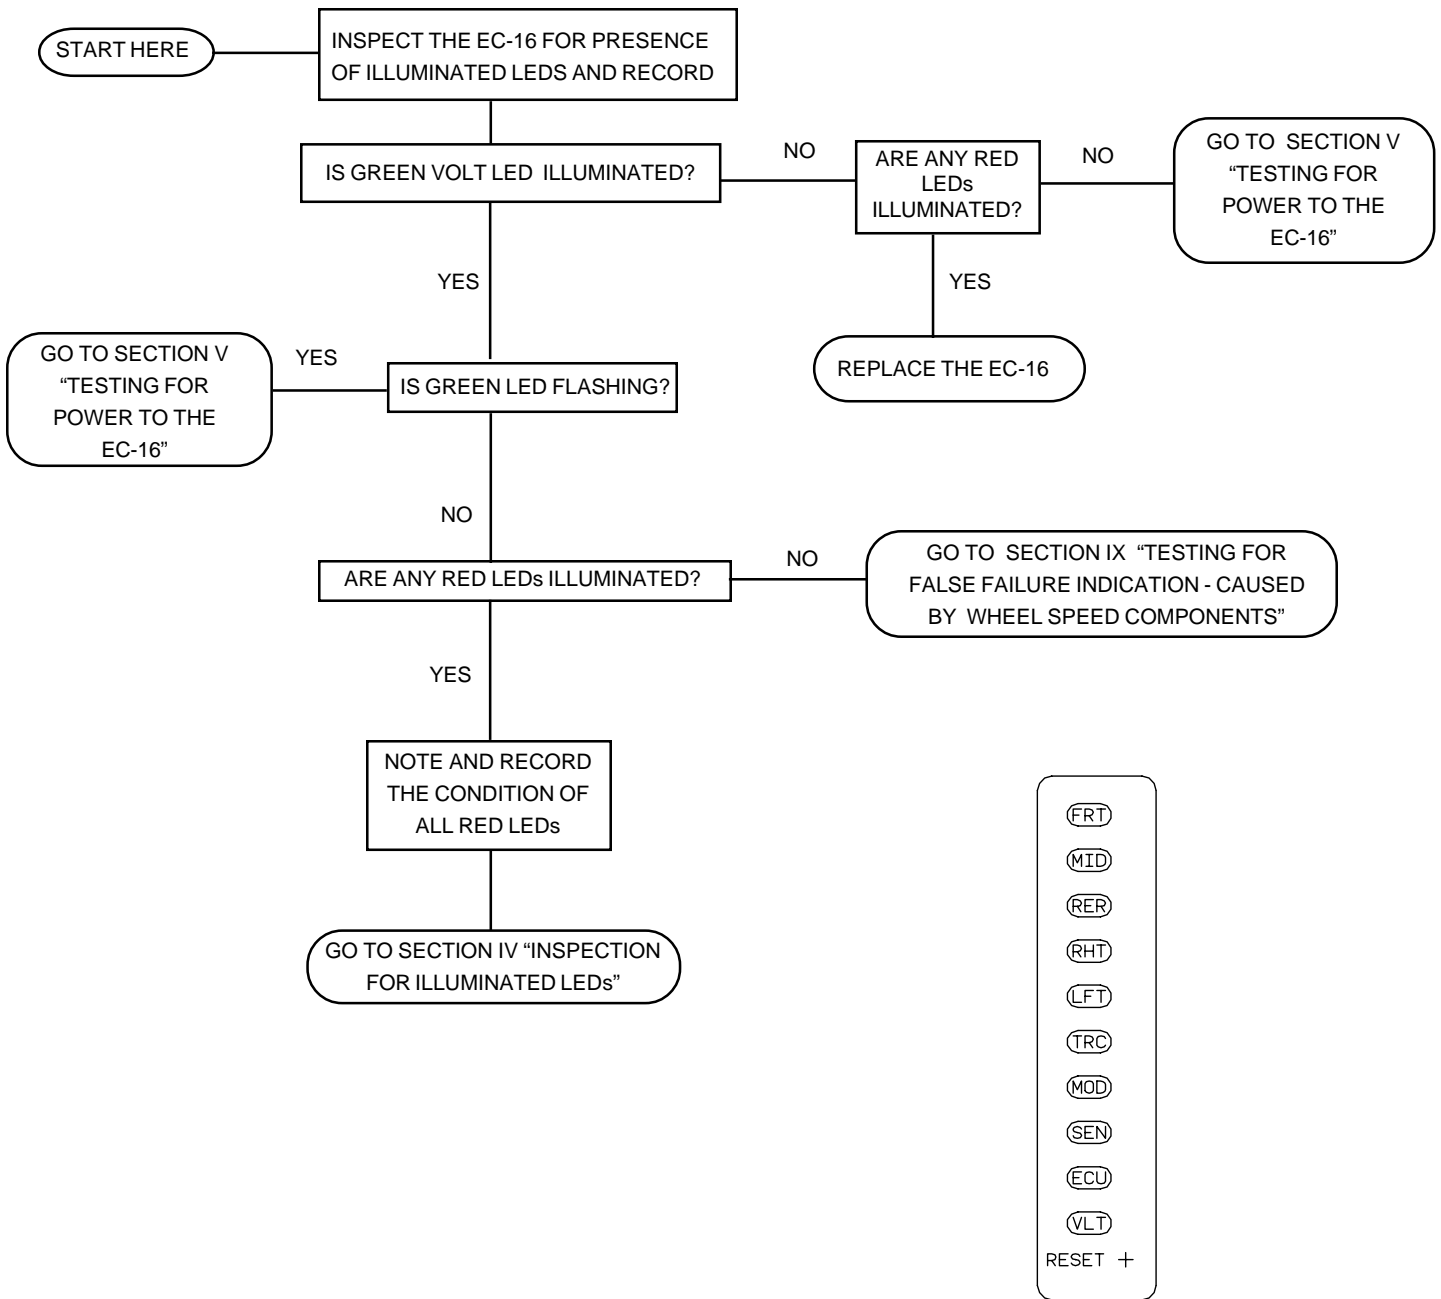 START HERE
INSPECT THE EC-16 FOR PRESENCE
OF ILLUMINATED LEDS AND RECORD
IS GREEN VOLT LED ILLUMINATED?
NO
ARE ANY RED
LEDs
ILLUMINATED?
NO
GO TO SECTION V
“TESTING FOR
POWER TO THE
EC-16”
YES
YES
REPLACE THE EC-16
GO TO SECTION V
“TESTING FOR
POWER TO THE
EC-16”
YES
IS GREEN LED FLASHING?
NO
ARE ANY RED LEDs ILLUMINATED?
NO
GO TO SECTION IX “TESTING FOR
FALSE FAILURE INDICATION - CAUSED
BY WHEEL SPEED COMPONENTS”
YES
NOTE AND RECORD
THE CONDITION OF
ALL RED LEDs
GO TO SECTION IV “INSPECTION
FOR ILLUMINATED LEDs”
FRT
MID
RER
RHT
LFT
TRC
MOD
SEN
ECU
VLT
RESET +